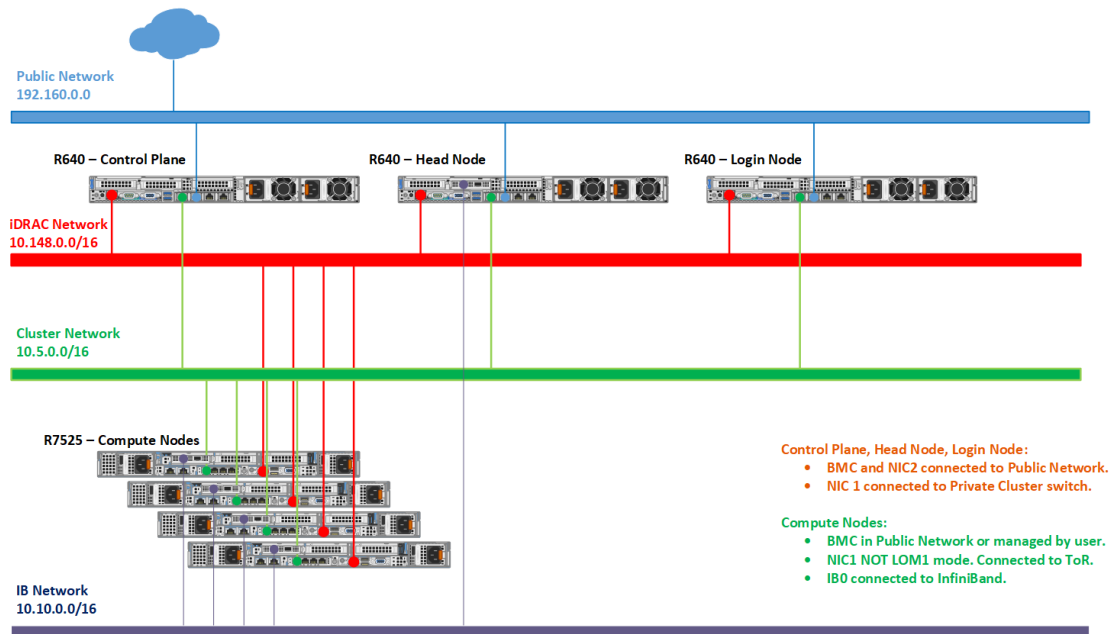 Public Network
192.160.0.0
R640 – Control Plane
R640 – Head Node
R640 – Login Node
iDRAC Network
10.148.0.0/16
Cluster Network
10.5.0.0/16
R7525 – Compute Nodes
Control Plane, Head Node, Login Node:
• BMC and NIC2 connected to Public Network.
• NIC 1 connected to Private Cluster switch.
Compute Nodes:
• BMC in Public Network or managed by user.
• NIC1 NOT LOM1 mode. Connected to ToR.
• IB0 connected to InfiniBand.
IB Network
10.10.0.0/16